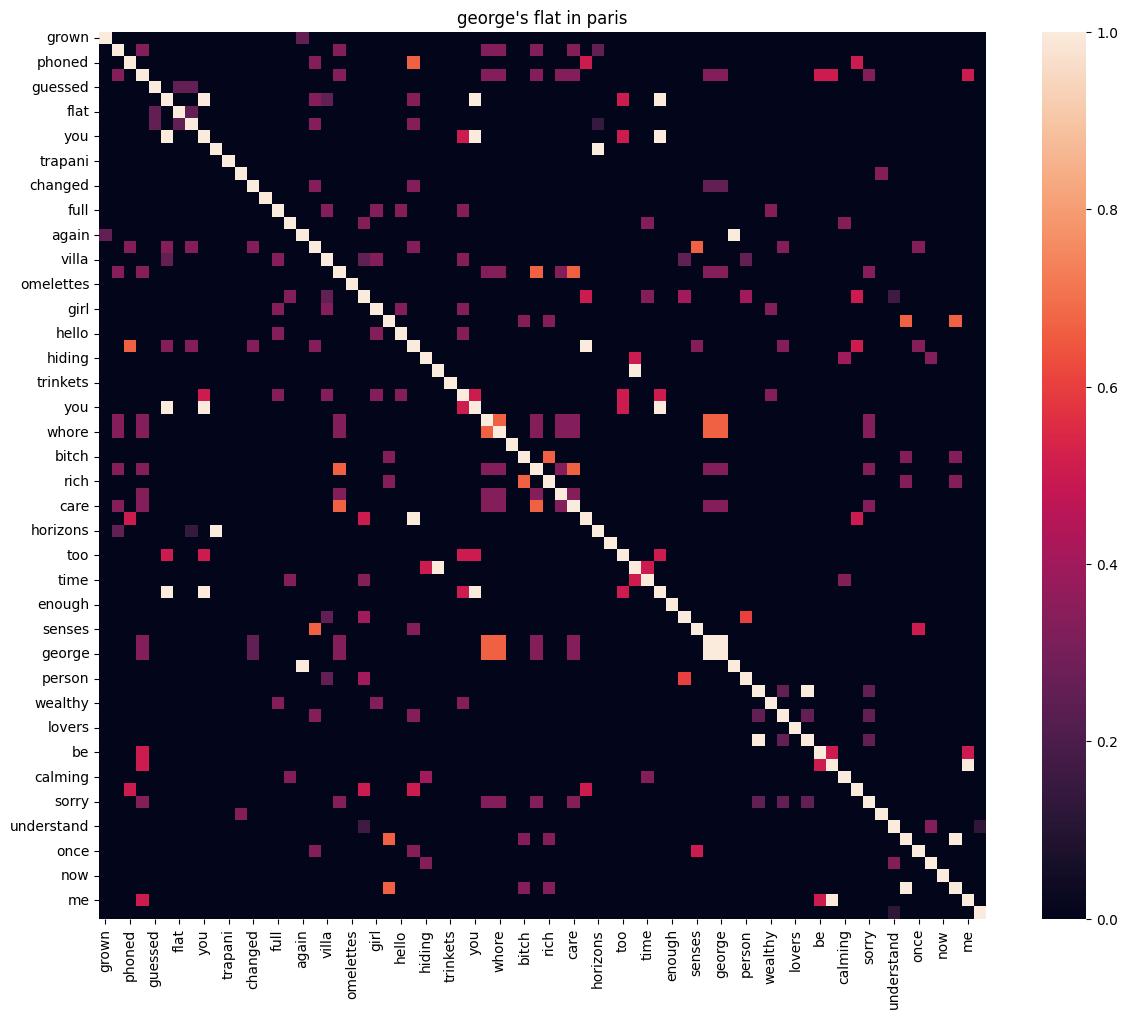 george's flat in paris
grown
phoned
guessed
flat
you
trapani
changed
full
again
villa
omelettes
girl
hello
hiding
trinkets
you
whore
bitch
rich
care
horizons
too
time
enough
senses
george
person
wealthy
lovers
be
calming
sorry
understand
once
now
me
grown
phoned
guessed
flat
you
trapani
changed
full
again
villa
omelettes
girl
hello
hiding
trinkets
you
whore
bitch
rich
care
horizons
too
time
enough
senses
george
person
wealthy
lovers
be
calming
sorry
understand
once
now
me
1.0
0.8
0.6
0.4
0.2
0.0